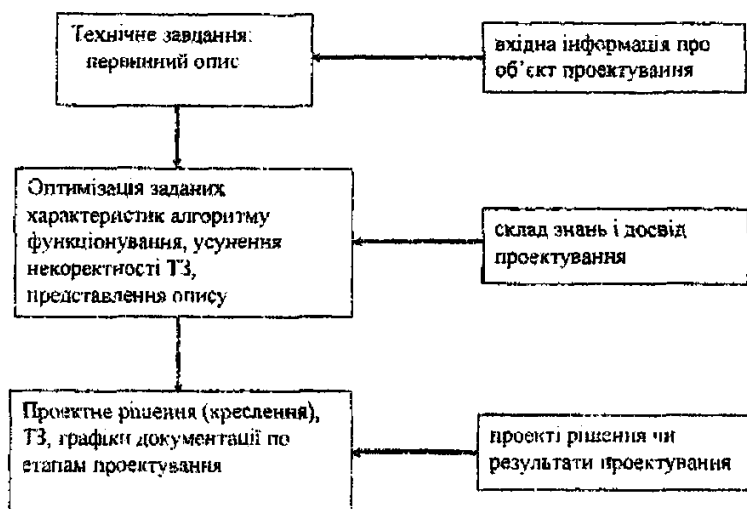 Технічне завдання:
первинний опис
вхідна інформація про
об'єкт проектування
Оптимізація заданих
характеристик алгоритму
функціонування, усунення
некоректності ТЗ,
представлення опису
склад знань і досвід
проектування
Проектне рішення (креслення),
ТЗ, графіки документації по
етапам проектування
проекті рішення чи
результати проектування